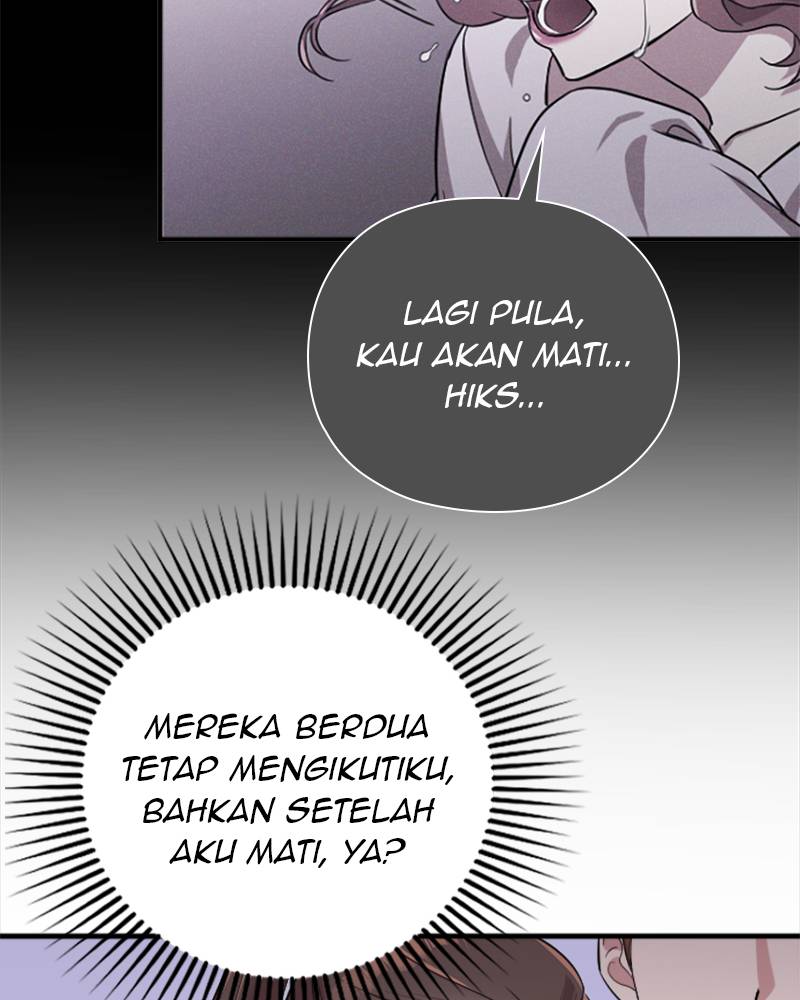 LAGI PULA,
KAU AKAN MATI...
HIKS...
MEREKA BERDUA
TETAP MENGIKUTIKU,
BAHKAN SETELAH
AKU MATI, YA?